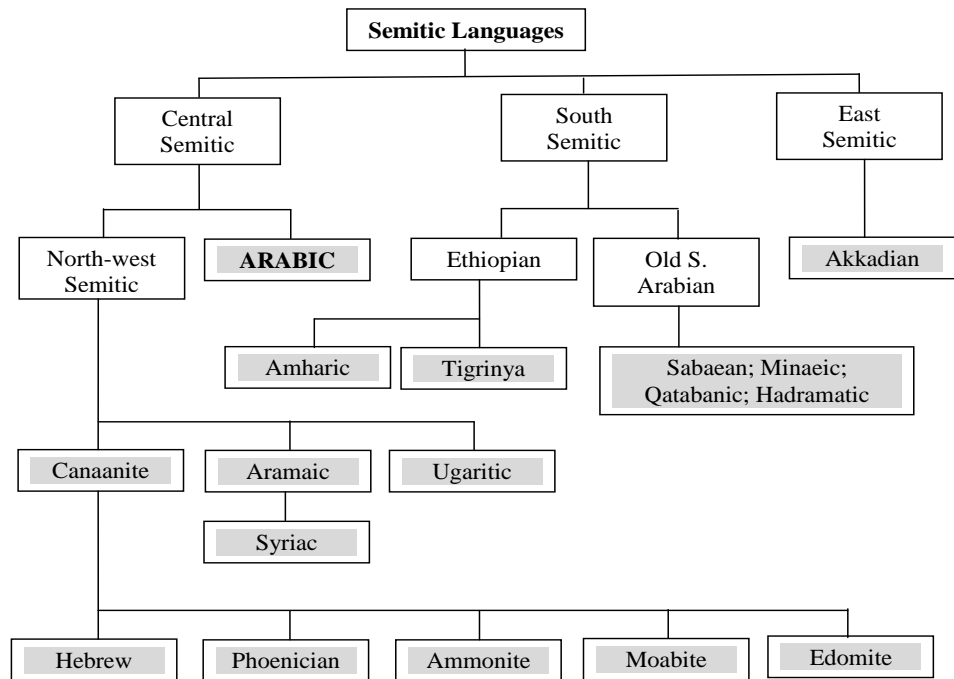 Semitic Languages
Central
Semitic
South
Semitic
East
Semitic
North-west
Semitic
ARABIC
Ethiopian
Old S.
Arabian
Akkadian
Amharic
Tigrinya
Sabaean; Minaeic;
Qatabanic; Hadramatic
Canaanite
Aramaic
Ugaritic
Syriac
Hebrew
Phoenician
Ammonite
Moabite
Edomite